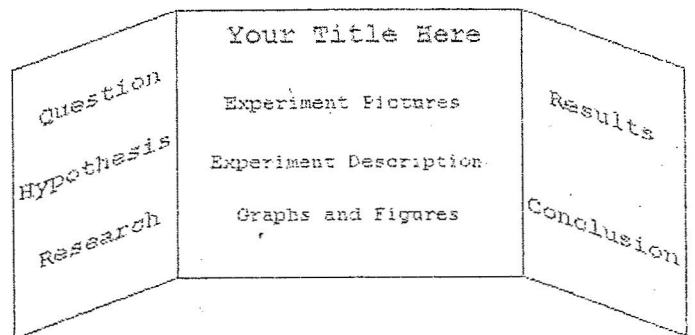 Question
Hypothesis
Research
Your Title Here
Experiment Pictures
Experiment Description
Graphs and Figures
Results
Conclusion